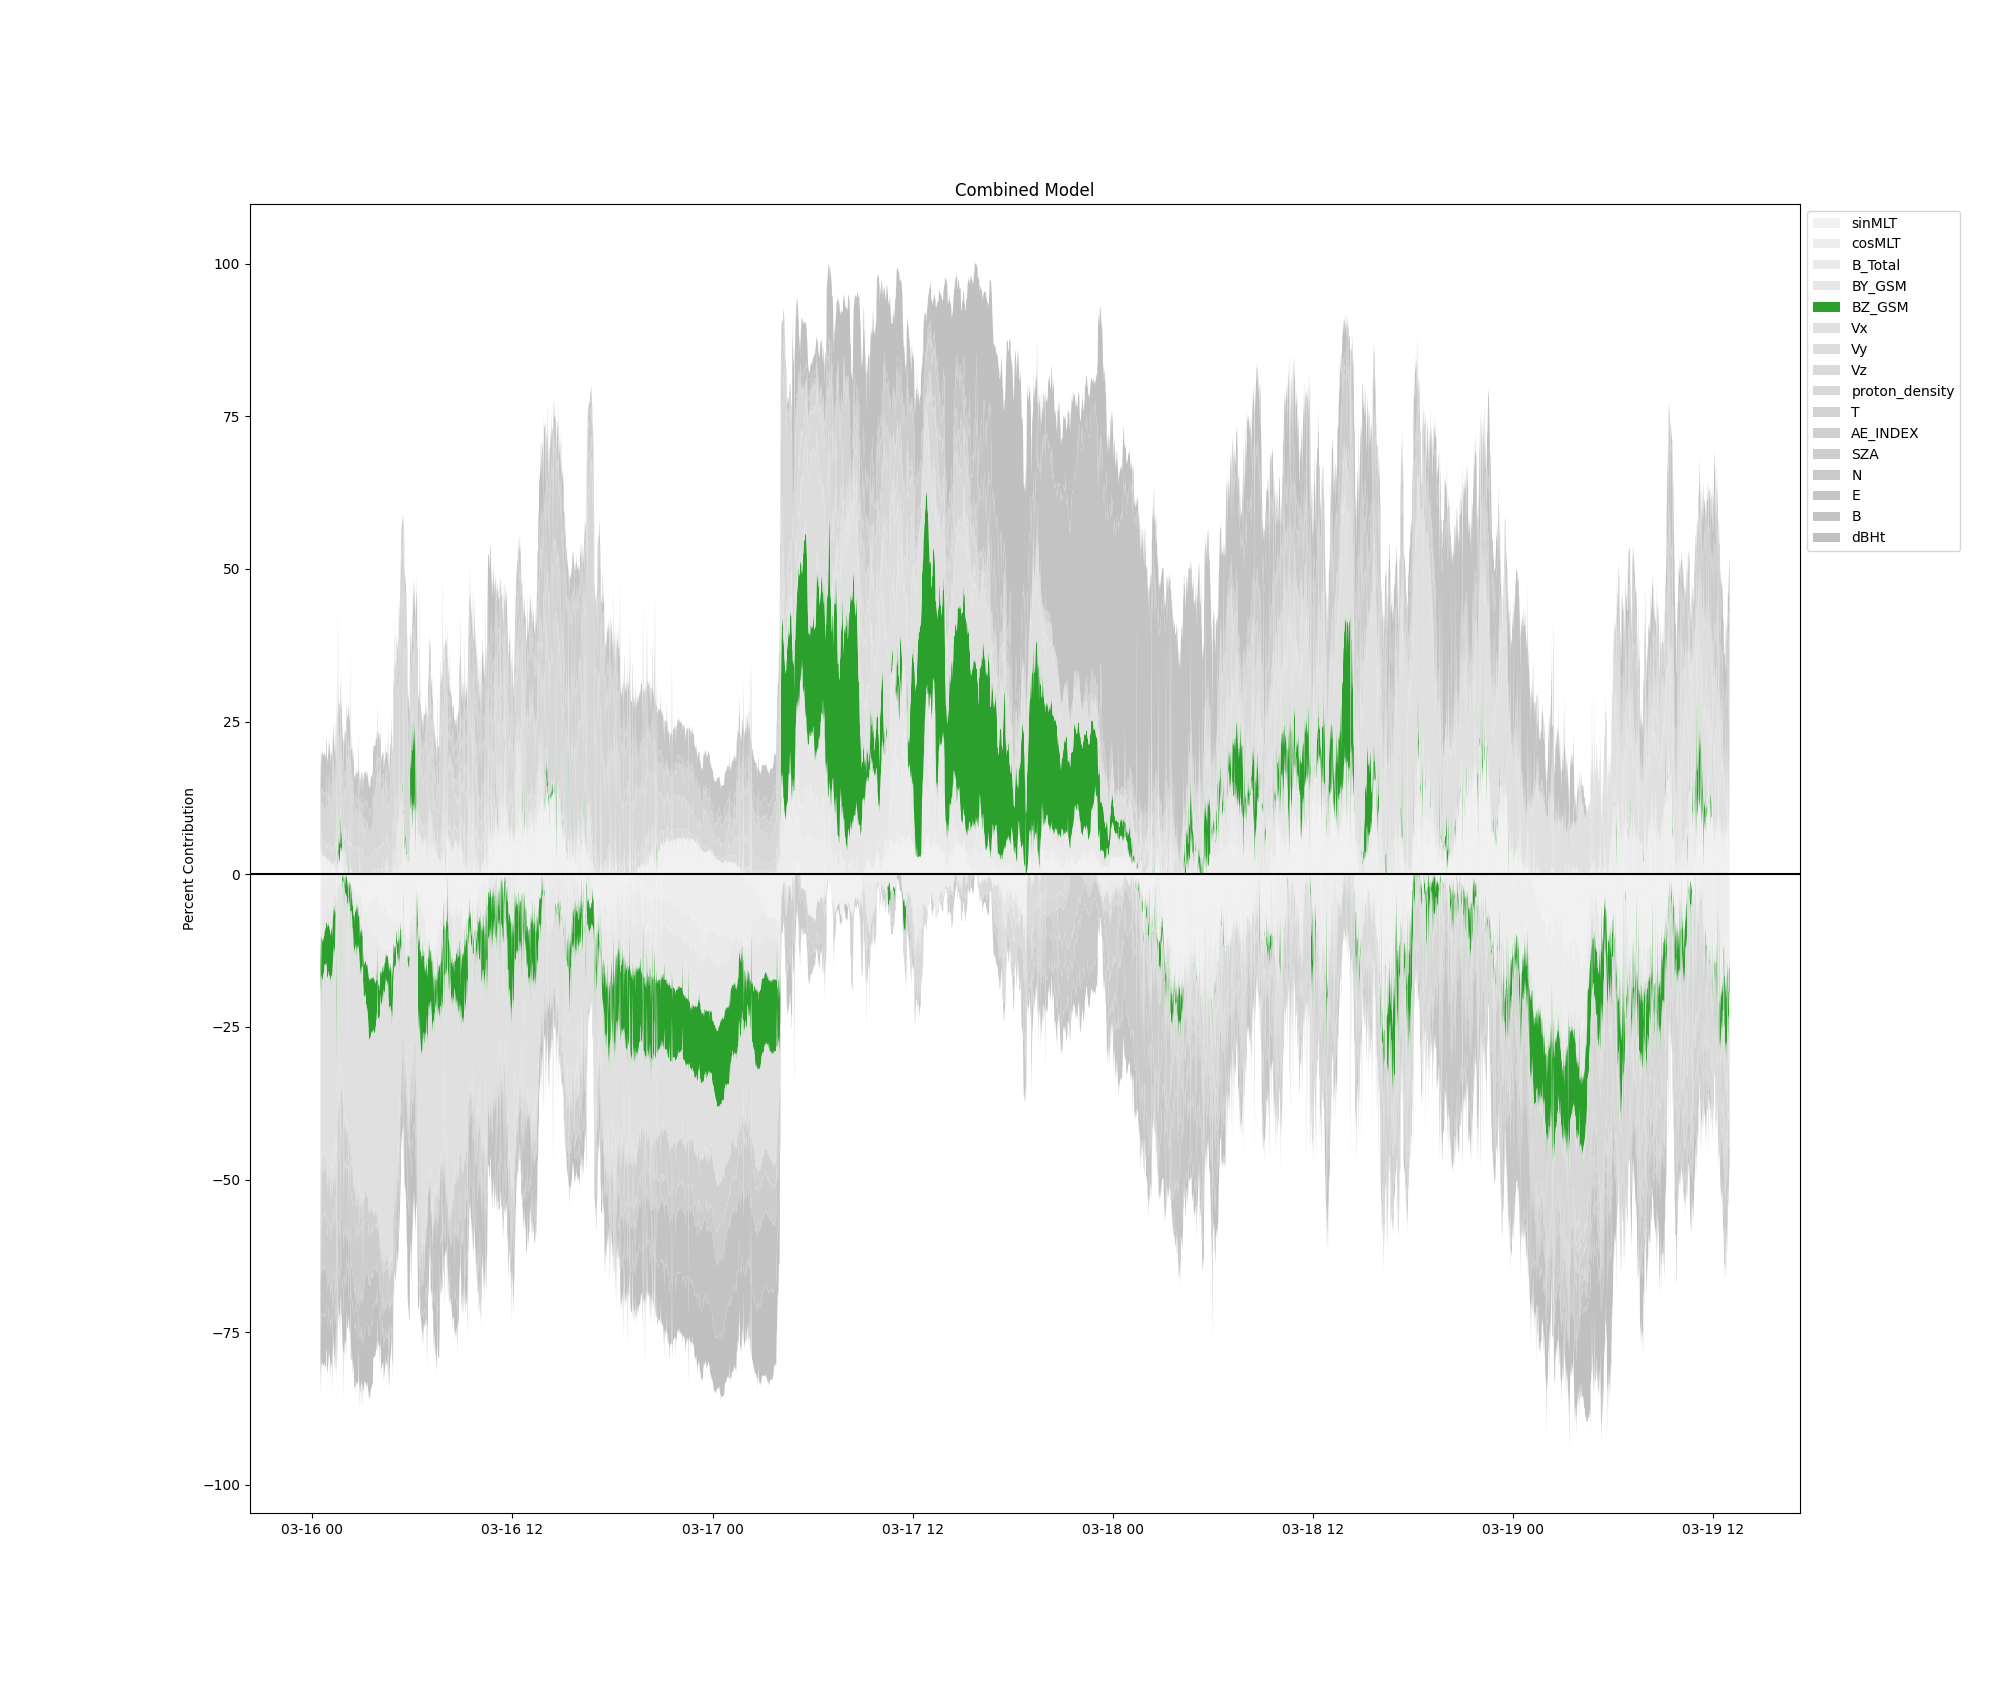 Combined Model
sinMLT
cosMLT
B_Total
BY_GSM
BZ_GSM
Vx
Vy
Vz
proton_density
T
AE_INDEX
SZA
N
E
B
dBHt
Percent Contribution
100
75
50
25
0
−25
−50
−75
−100
03-16 00
03-16 12
03-17 00
03-17 12
03-18 00
03-18 12
03-19 00
03-19 12